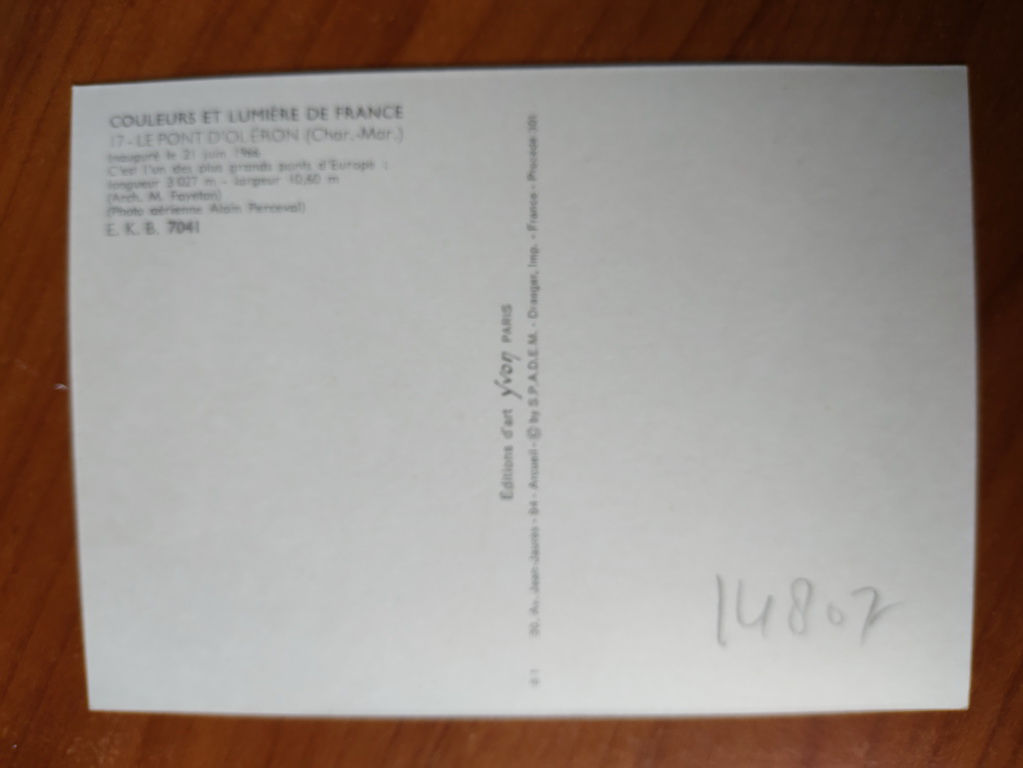 COULEURS ET LUMIÈRE DE FRANCE
17 - LE PONT D'OLÉRON (Char.-Mar.)
Inauguré le 21 juin 1966
C'est l'un des plus grands ponts d'Europe :
longueur 3 027 m - largeur 10,60 m
(Arch. M. Fayeton)
(Photo aérienne Alain Perceval)
E. K. B. 7041
Editions d'art yvon PARIS
30, Av. Jean-Jaurès - 94 - Arcueil - © by S.P.A.D.E.M. - Draeger, Imp. - France - Procédé 301
14807